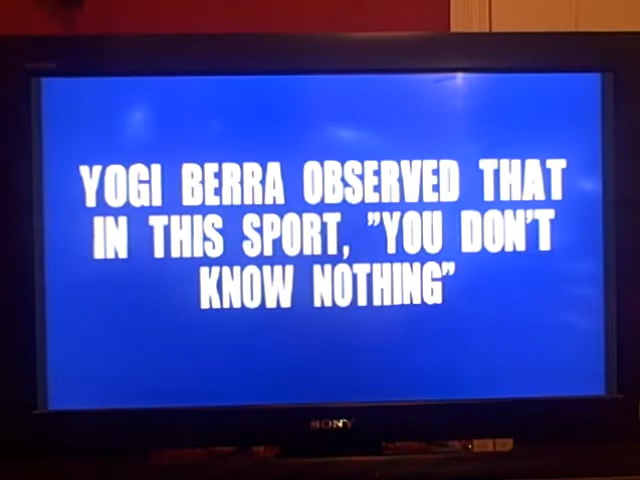 YOGI BERRA OBSERVED THAT
IN THIS SPORT, "YOU DON'T
KNOW NOTHING"
SONY